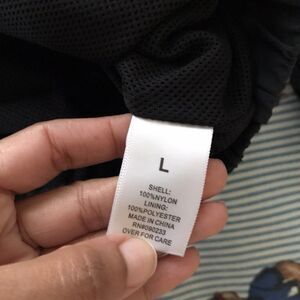 L
SHELL:
100%NYLON
LINING:
100%POLYESTER
MADE IN CHINA
RN#090233
OVER FOR CARE